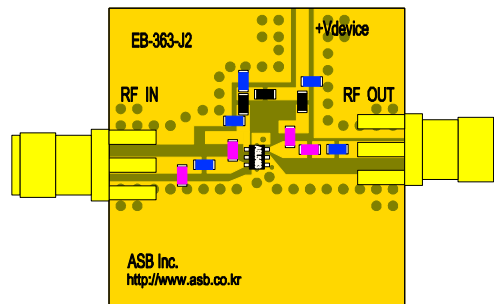 EB-363-J2
+Vdevice
RF IN
RF OUT
ASB Inc.
http://www.asb.co.kr